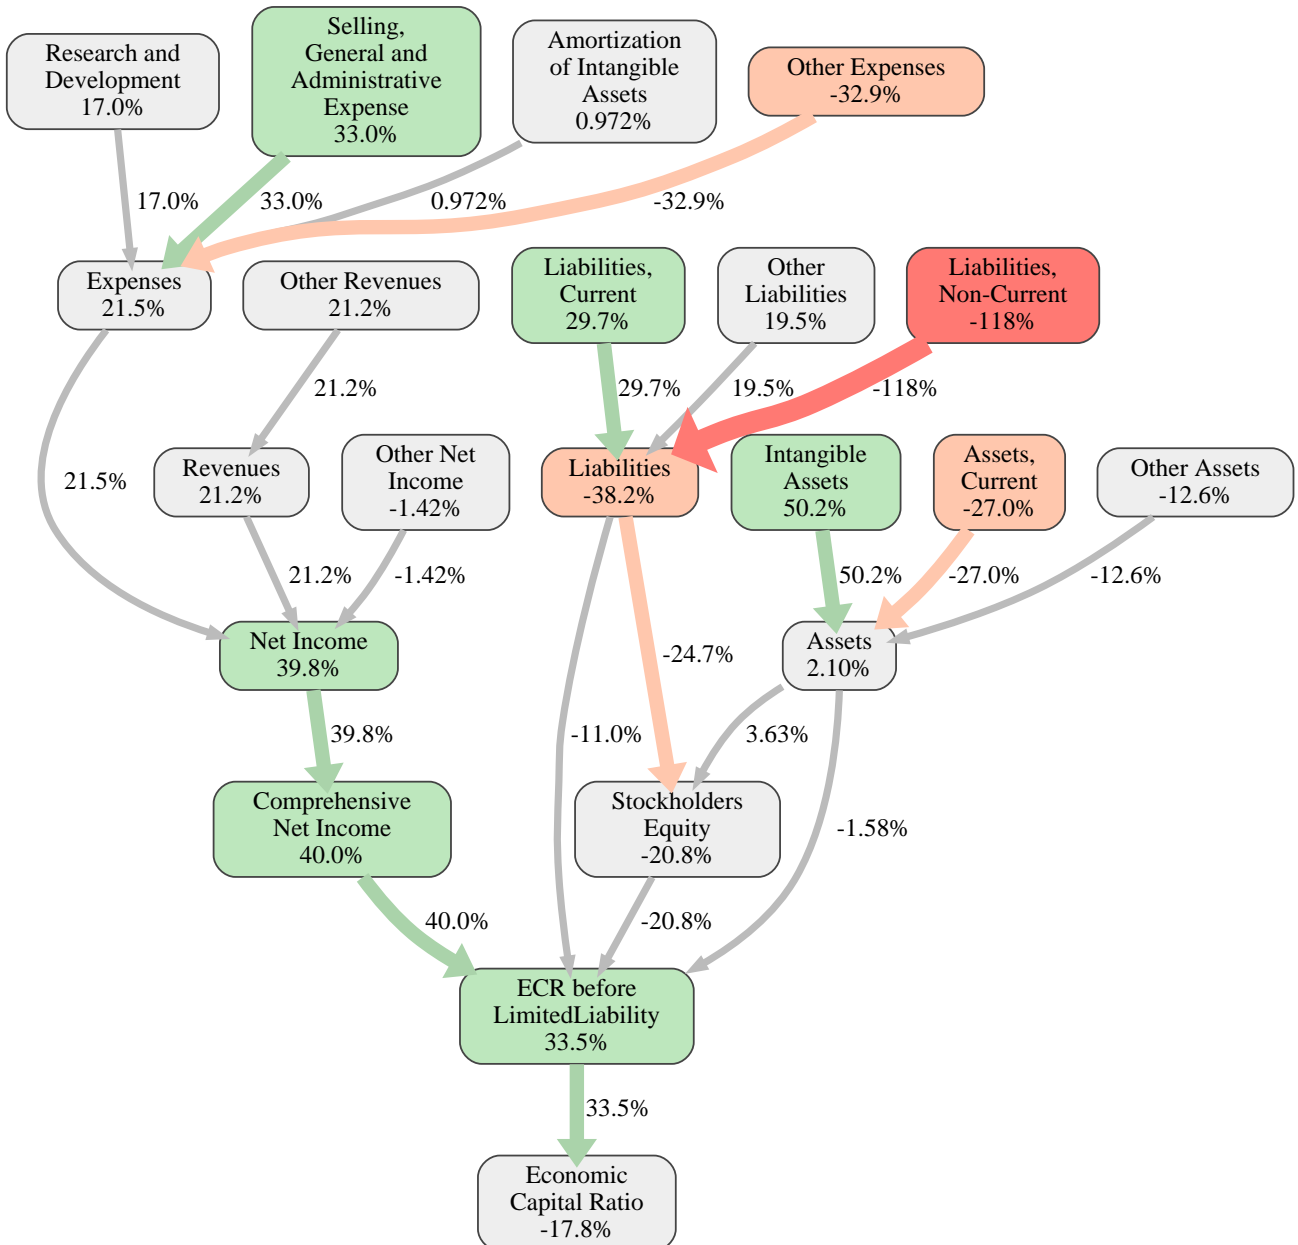 Research and
Development
17.0%
Selling,
General and
Administrative
Expense
33.0%
Amortization
of Intangible
Assets
0.972%
Other Expenses
-32.9%
17.0%
33.0%
0.972%
-32.9%
Expenses
21.5%
Other Revenues
21.2%
Liabilities,
Current
29.7%
Other
Liabilities
19.5%
Liabilities,
Non-Current
-118%
21.2%
29.7%
19.5%
-118%
21.5%
Revenues
21.2%
Other Net
Income
-1.42%
Liabilities
-38.2%
Intangible
Assets
50.2%
Assets,
Current
-27.0%
Other Assets
-12.6%
21.2%
-1.42%
50.2%
-27.0%
-12.6%
Net Income
39.8%
-24.7%
Assets
2.10%
39.8%
-11.0%
3.63%
Comprehensive
Net Income
40.0%
Stockholders
Equity
-20.8%
-1.58%
40.0%
-20.8%
ECR before
LimitedLiability
33.5%
33.5%
Economic
Capital Ratio
-17.8%